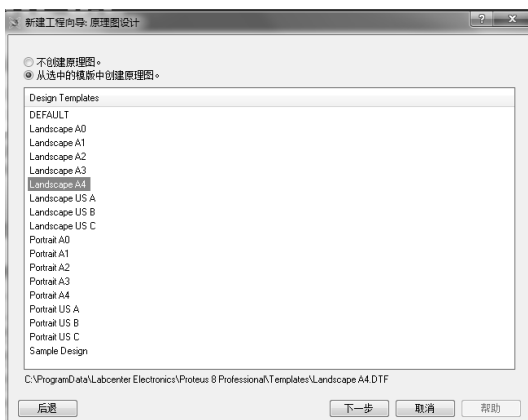 新建工程向导:原理图设计
不创建原理图。
从选中的模版中创建原理图。
Design Templates
DEFAULT
Landscape A0
Landscape A1
Landscape A2
Landscape A3
Landscape A4
Landscape US A
Landscape US B
Landscape US C
Portrait A0
Portrait A1
Portrait A2
Portrait A3
Portrait A4
Portrait US A
Portrait US B
Portrait US C
Sample Design
C:\ProgramData\Labcenter Electronics\Proteus 8 Professional\Templates\Landscape A4.DTF
后退 下一步 取消 帮助